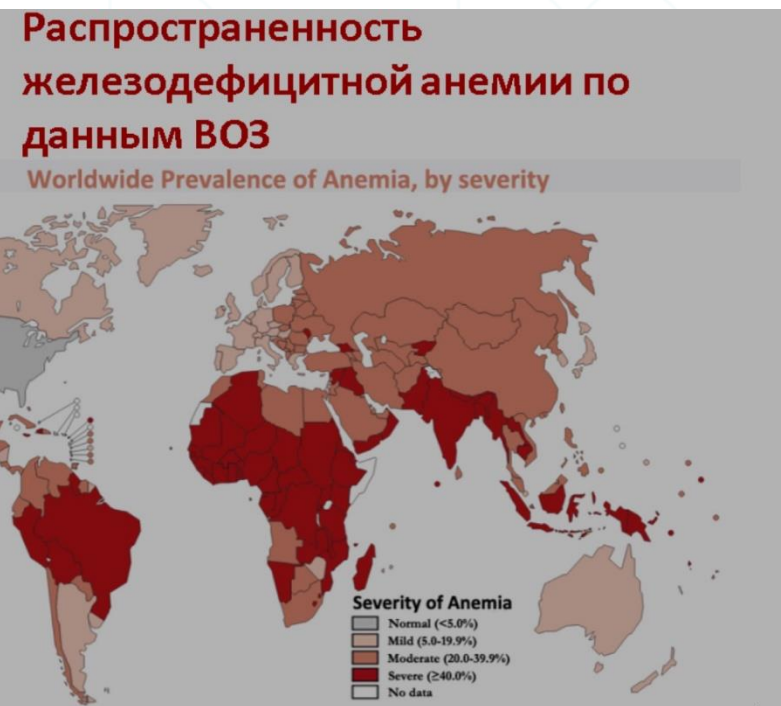 Распространенность
железодефицитной анемии по
данным ВОЗ
Worldwide Prevalence of Anemia, by severity
Severity of Anemia
Normal (<5.0%)
Mild (5.0-19.9%)
Moderate (20.0-39.9%)
Severe (≥40.0%)
No data